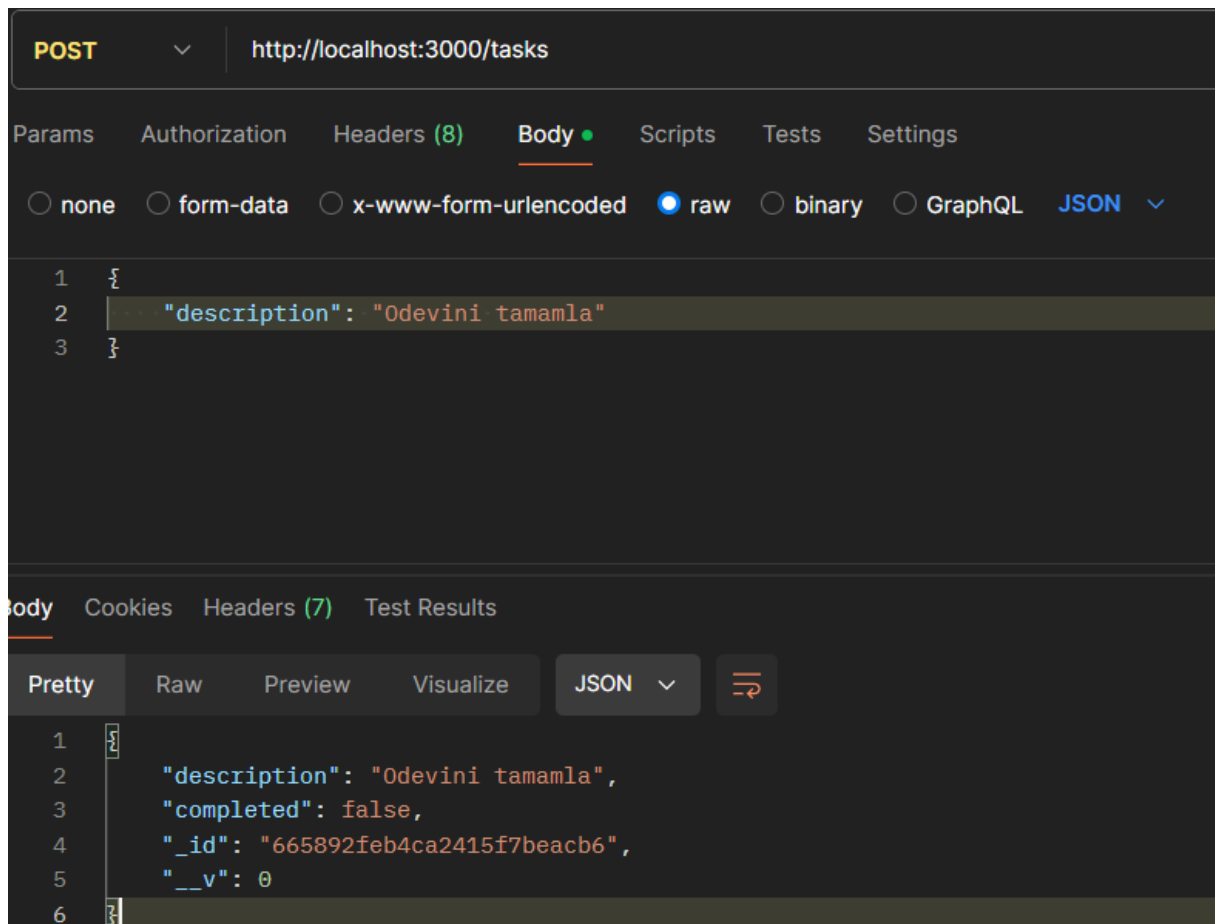 POST http://localhost:3000/tasks
Params Authorization Headers (8) Body Scripts Tests Settings
none form-data x-www-form-urlencoded raw binary GraphQL JSON
1 {
2 "description": "Odevini tamamla"
3 }
Body Cookies Headers (7) Test Results
Pretty Raw Preview Visualize JSON
1 {
2 "description": "Odevini tamamla",
3 "completed": false,
4 "_id": "665892feb4ca2415f7beacb6",
5 "__v": 0
6 }